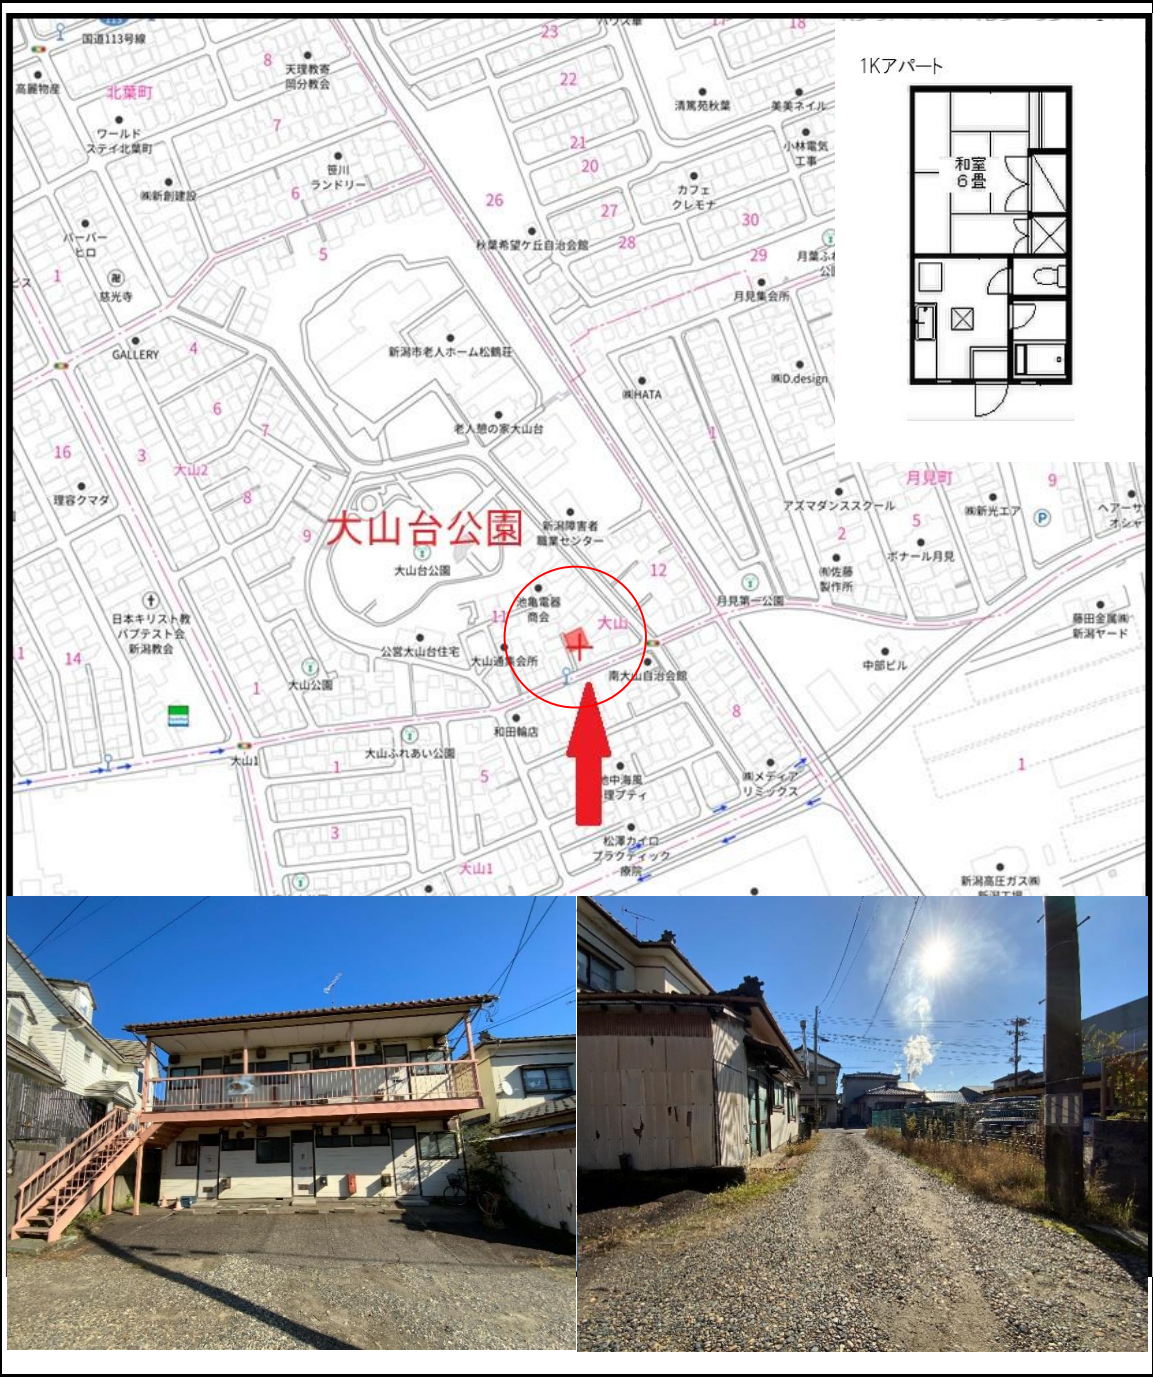 国道113号線
高麗物産
北葉町
8
天理教寄
岡分教会
ワールド
ステイ北葉町
7
笹川
ランドリー
㈱新創建設
6
バーバー
ヒロ
5
1
慈光寺
GALLERY
4
23
22
21
20
17
18
清篤苑秋葉
美美ネイル
小林電気
工事
カフェ
クレモナ
26
27
28
30
29
秋葉希望ケ丘自治会館
月見集会所
1Kアパート
和室
6畳
新潟市老人ホーム松鶴荘
㈱HATA
㈱D.design
6
7
老人憩の家大山台
16
3
大山2
8
理容クマダ
9
大山台公園
大山台公園
新潟障害者
職業センター
1
月見町
9
アズマダンススクール
㈱新光エア
P
2
5
ボナール月見
㈲佐藤
製作所
12
月見第一公園
日本キリスト教
バプテスト会
新潟教会
池亀電器
商会
11
大山
公営大山台住宅
大山通集会所
南大山自治会館
藤田金属㈱
新潟ヤード
中部ビル
14
1
大山公園
大山1
大山ふれあい公園
和田輪店
8
1
5
㈱メディア
リミックス
1
3
松澤カイロ
プラクティック
療院
大山1
新潟高圧ガス㈱